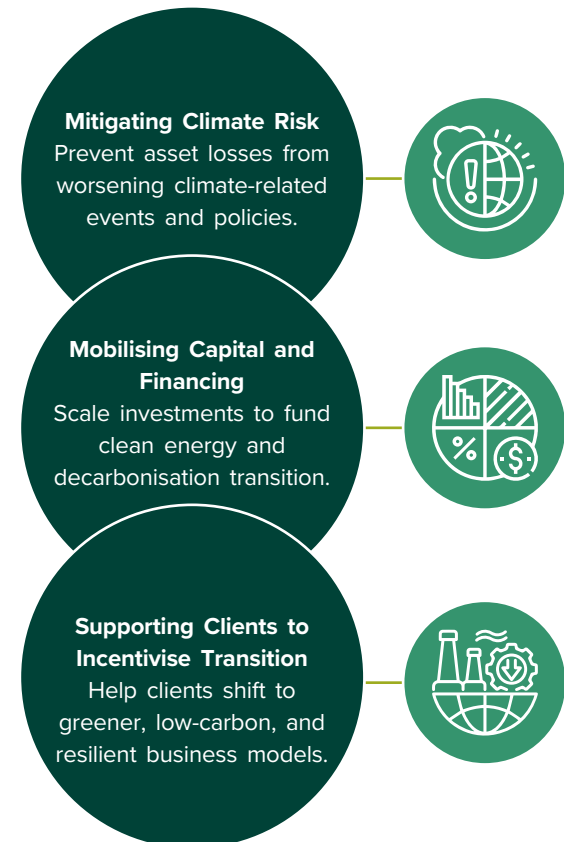 Mitigating Climate Risk
Prevent asset losses from
worsening climate-related
events and policies.
Mobilising Capital and
Financing
Scale investments to fund
clean energy and
decarbonisation transition.
Supporting Clients to
Incentivise Transition
Help clients shift to
greener, low-carbon, and
resilient business models.